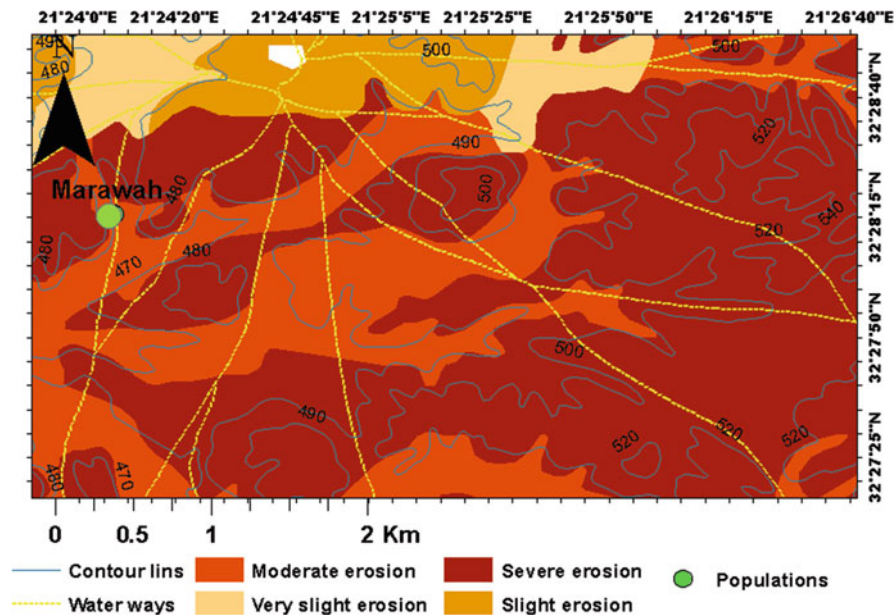 21°24'0"E 21°24'20"E 21°24'45"E 21°25'5"E 21°25'25"E 21°25'50"E 21°26'15"E 21°26'40"E
N
490
480
500
500
32°28'40"N
520
490
Marawah
480
500
540
32°28'15"N
480
480
520
470
32°27'50"N
500
490
520
520
520
32°27'25"N
480
470
0 0.5 1 2 Km
Contour lins Moderate erosion Severe erosion Populations
Water ways Very slight erosion Slight erosion